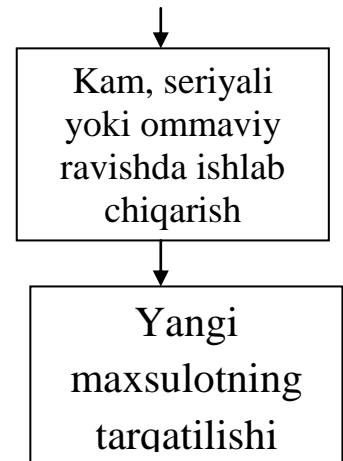 Kam, seriyali
yoki ommaviy
ravishda ishlab
chiqarish
Yangi
maxsulotning
tarqatilishi